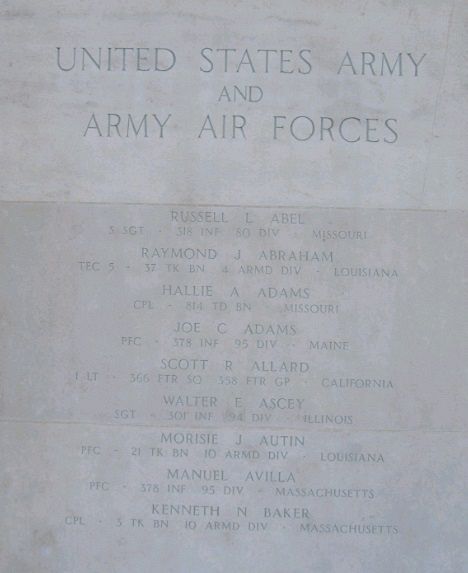 UNITED STATES ARMY
AND
ARMY AIR FORCES
RUSSELL L ABEL
S SGT · 318 INF 80 DIV · MISSOURI
RAYMOND J ABRAHAM
TEC 5 · 37 TK BN 4 ARMD DIV · LOUISIANA
HALLIE A ADAMS
CPL · 814 TD BN · MISSOURI
JOE C ADAMS
PFC · 378 INF 95 DIV · MAINE
SCOTT R ALLARD
1 LT · 366 FTR SQ 358 FTR GP · CALIFORNIA
WALTER E ASCEY
SGT · 301 INF 94 DIV · ILLINOIS
MORISIE J AUTIN
PFC · 21 TK BN 10 ARMD DIV · LOUISIANA
MANUEL AVILLA
PFC · 378 INF 95 DIV · MASSACHUSETTS
KENNETH N BAKER
CPL · 3 TK BN 10 ARMD DIV · MASSACHUSETTS